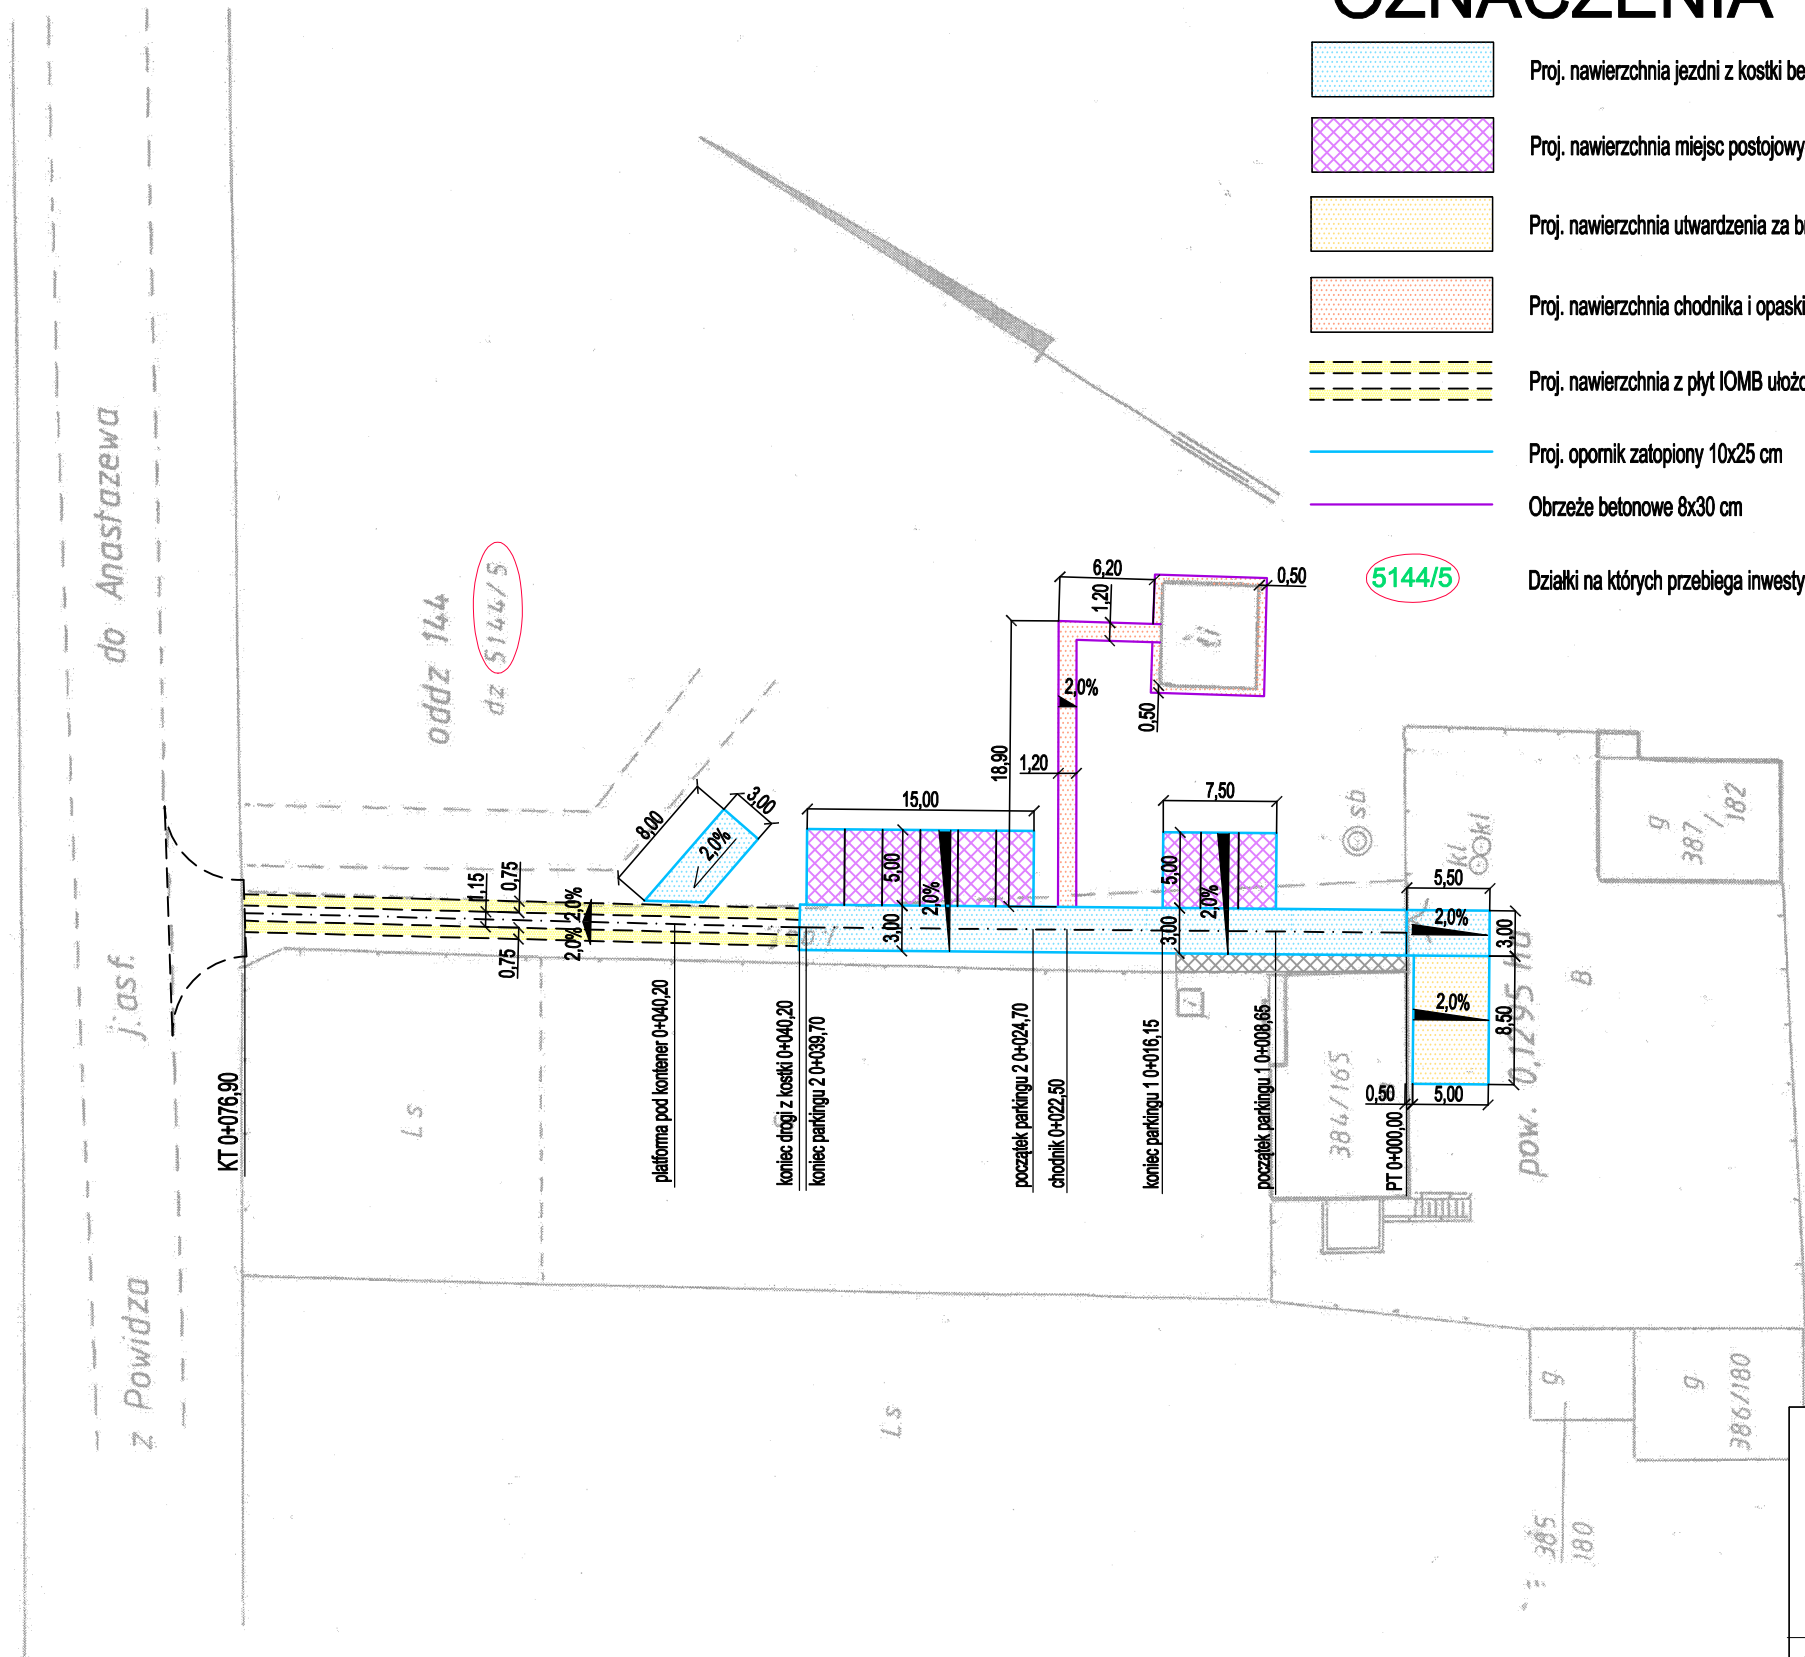 OZNACZENIA
Proj. nawierzchnia jezdni z kostki be
Proj. nawierzchnia miejsc postojowy
Proj. nawierzchnia utwardzenia za b
Proj. nawierzchnia chodnika i opaski
Proj. nawierzchnia z płyt IOMB ułożo
Proj. opornik zatopiony 10x25 cm
Obrzeże betonowe 8x30 cm
5144/5
Działki na których przebiega inwesty
do Anastazewa
j.asf.
z Powidza
oddz 144
dz 5144/5
6,20
1,20
0,50
18,90
2,0%
1,20
0,50
8,00
3,00
2,0%
15,00
5,00
2,0%
3,00
7,50
5,00
2,0%
3,00
sb
kl
kl
g
387
182
5,50
2,0%
3,00
2,0%
8,50
0,50
5,00
1,15
0,75
2,0%
2,0%
0,75
KT 0+076,90
platforma pod kontener 0+040,20
koniec drogi z kostki 0+040,20
koniec parkingu 2 0+039,70
początek parkingu 2 0+024,70
chodnik 0+022,50
koniec parkingu 1 0+016,15
początek parkingu 1 0+008,65
PT 0+000,00
384/165
i
pow. 0,1295 ha
B
Ls
Ls
g
g
386/180
385
180